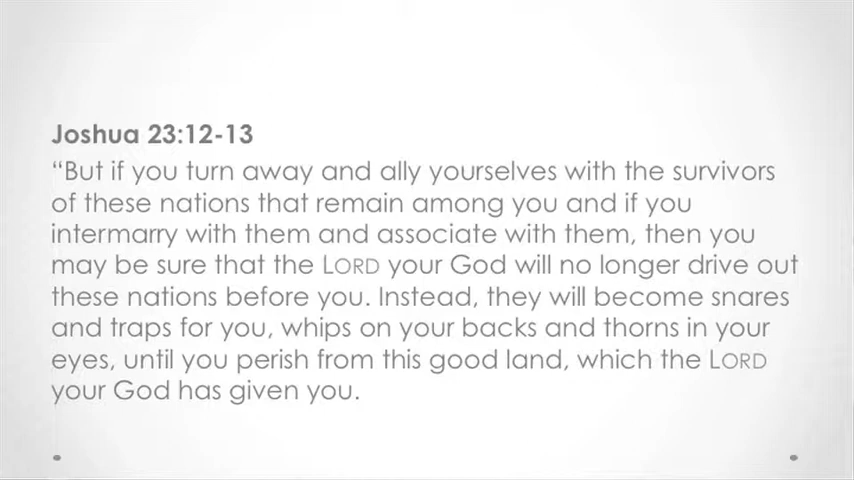 Joshua 23:12-13
“But if you turn away and ally yourselves with the survivors
of these nations that remain among you and if you
intermarry with them and associate with them, then you
may be sure that the LORD your God will no longer drive out
these nations before you. Instead, they will become snares
and traps for you, whips on your backs and thorns in your
eyes, until you perish from this good land, which the LORD
your God has given you.